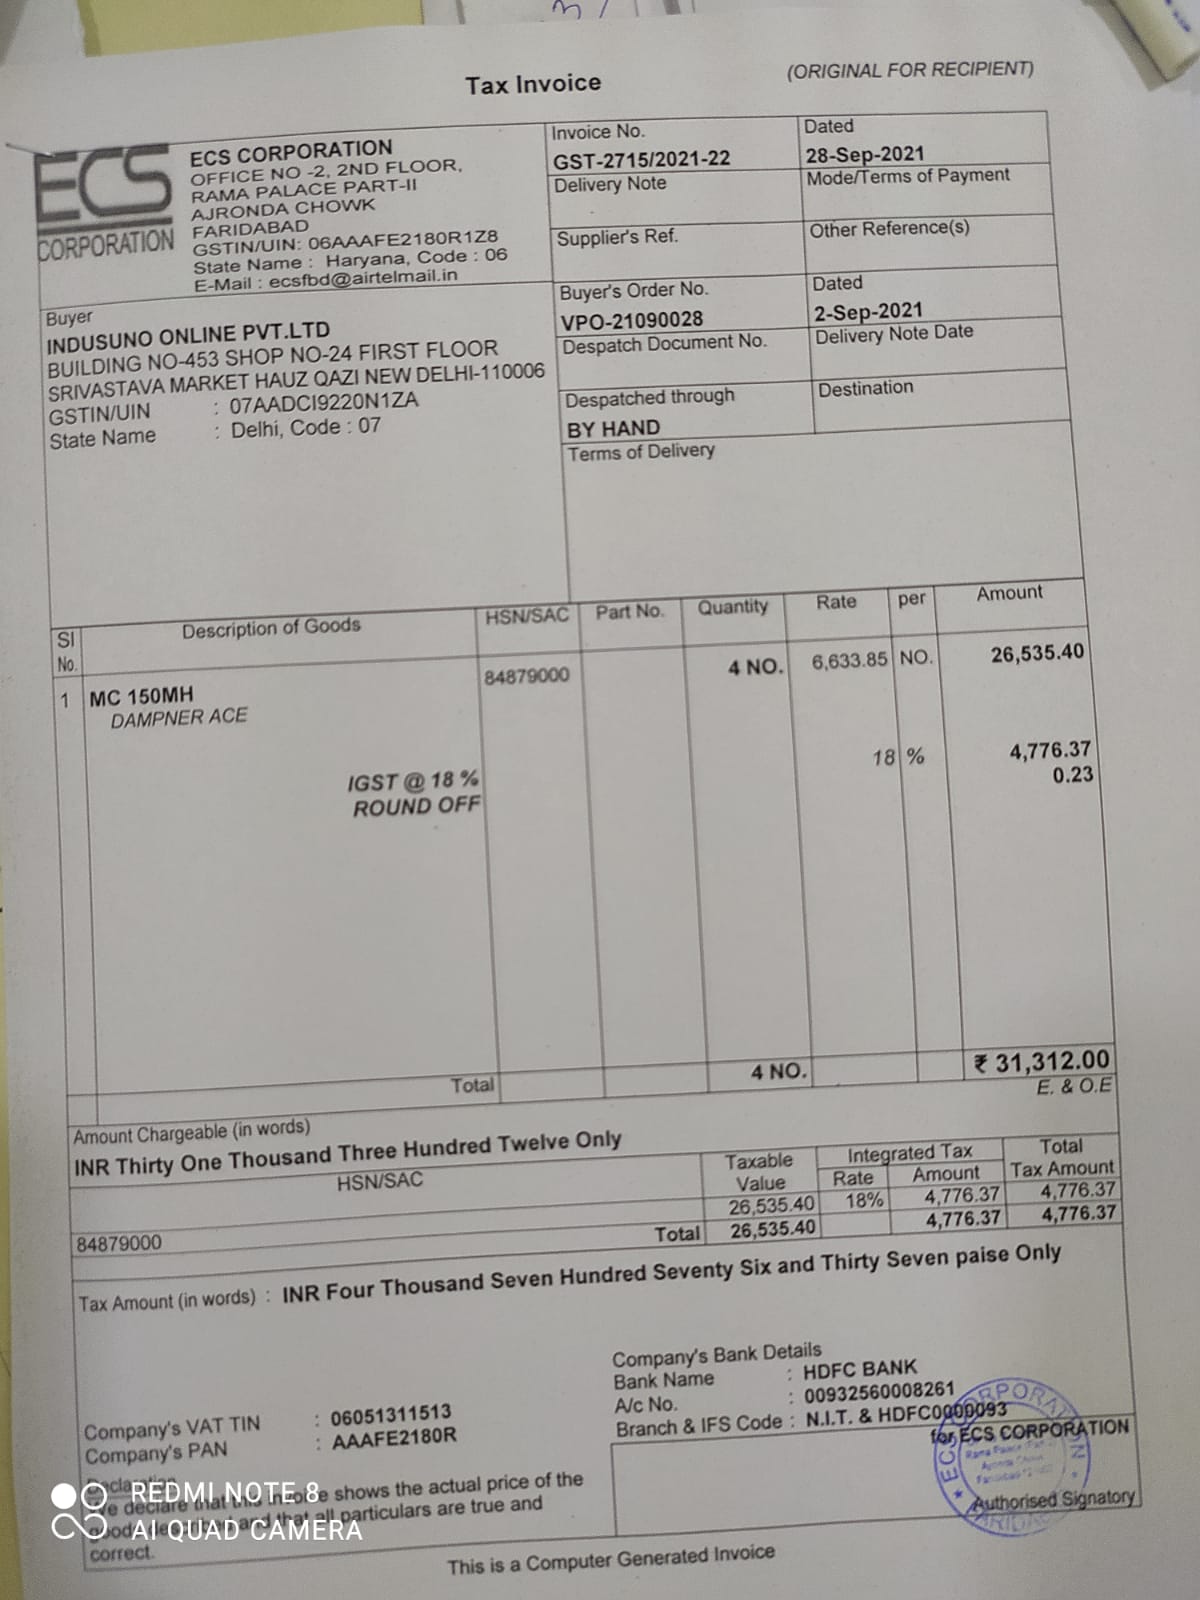 Tax Invoice
(ORIGINAL FOR RECIPIENT)
ECS
CORPORATION
ECS CORPORATION
OFFICE NO -2, 2ND FLOOR,
RAMA PALACE PART-II
AJRONDA CHOWK
FARIDABAD
GSTIN/UIN: 06AAAFE2180R1Z8
State Name : Haryana, Code : 06
E-Mail : ecsfbd@airtelmail.in
Invoice No.
GST-2715/2021-22
Dated
28-Sep-2021
Delivery Note
Mode/Terms of Payment
Supplier's Ref.
Other Reference(s)
Buyer
INDUSUNO ONLINE PVT.LTD
BUILDING NO-453 SHOP NO-24 FIRST FLOOR
SRIVASTAVA MARKET HAUZ QAZI NEW DELHI-110006
GSTIN/UIN : 07AADCI9220N1ZA
State Name : Delhi, Code : 07
Buyer's Order No.
VPO-21090028
Dated
2-Sep-2021
Despatch Document No.
Delivery Note Date
Despatched through
BY HAND
Destination
Terms of Delivery
Sl No. Description of Goods HSN/SAC Part No. Quantity Rate per Amount
1 MC 150MH 84879000 4 NO. 6,633.85 NO. 26,535.40
DAMPNER ACE
IGST @ 18 % 18 % 4,776.37
ROUND OFF 0.23
Total 4 NO. ₹ 31,312.00
E. & O.E
Amount Chargeable (in words)
INR Thirty One Thousand Three Hundred Twelve Only
HSN/SAC Taxable Value Integrated Tax Rate Amount Total Tax Amount
84879000 26,535.40 18% 4,776.37 4,776.37
Total 26,535.40 4,776.37 4,776.37
Tax Amount (in words) : INR Four Thousand Seven Hundred Seventy Six and Thirty Seven paise Only
Company's Bank Details
Bank Name : HDFC BANK
A/c No. : 00932560008261
Branch & IFS Code : N.I.T. & HDFC0000093
Company's VAT TIN : 06051311513
Company's PAN : AAAFE2180R
for ECS CORPORATION
Authorised Signatory
ECS CORPORATION
Declaration
We declare that this invoice shows the actual price of the
goods described and that all particulars are true and
correct.
This is a Computer Generated Invoice
REDMI NOTE 8
AI QUAD CAMERA